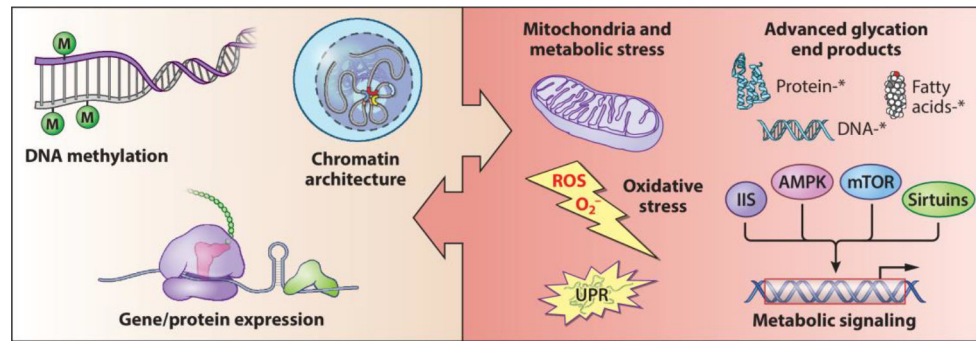 M
M
M
DNA methylation
Chromatin
architecture
Gene/protein expression
Mitochondria and
metabolic stress
ROS
O₂⁻
Oxidative
stress
UPR
Advanced glycation
end products
Protein-*
Fatty
acids-*
DNA-*
IIS
AMPK
mTOR
Sirtuins
Metabolic signaling